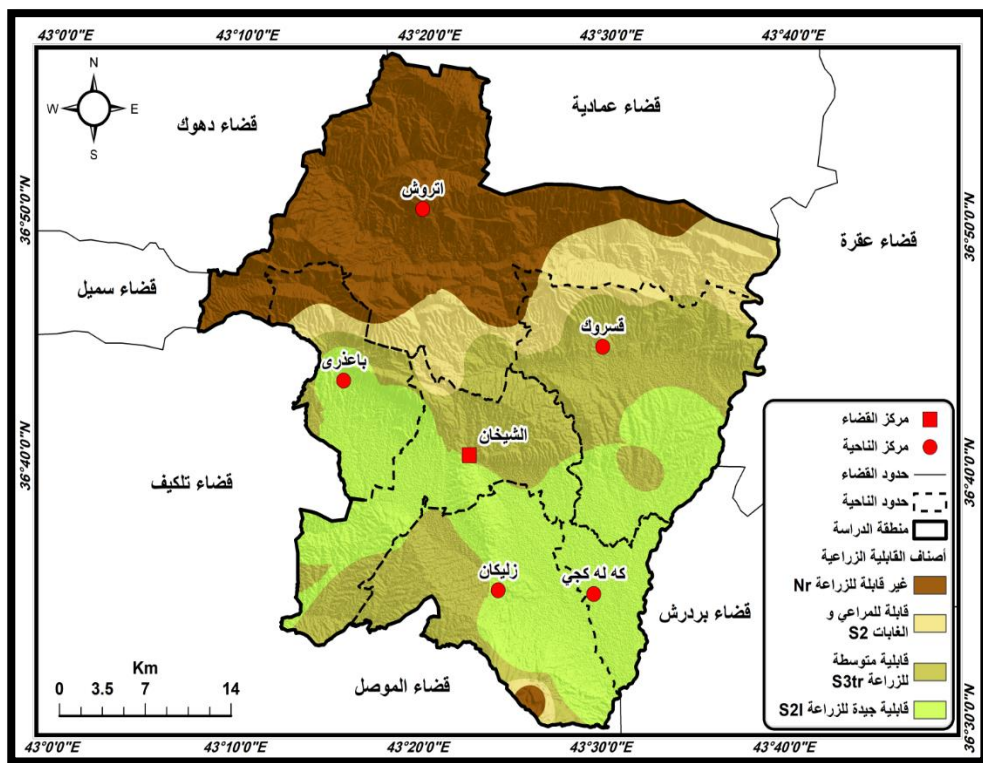 43°0'0"E 43°10'0"E 43°20'0"E 43°30'0"E 43°40'0"E
N
W E
S
قضاء عمادية
قضاء دهوك
36°50'0"N
36°50'0"N
اتروش
قضاء عقرة
قضاء سميل
قسروك
باعذرى
مركز القضاء
الشيخان
مركز الناحية
36°40'0"N
36°40'0"N
حدود القضاء
قضاء تلكيف
حدود الناحية
منطقة الدراسة
أصناف القابلية الزراعية
زليكان
كه له كجي
غير قابلة للزراعة Nr
قضاء بردرش
قابلة للمراعي و
الغابات S2
قابلية متوسطة
للزراعة S3tr
قضاء الموصل
قابلية جيدة للزراعة S2l
Km
0 3.5 7 14
36°30'0"N
36°30'0"N
43°0'0"E 43°10'0"E 43°20'0"E 43°30'0"E 43°40'0"E